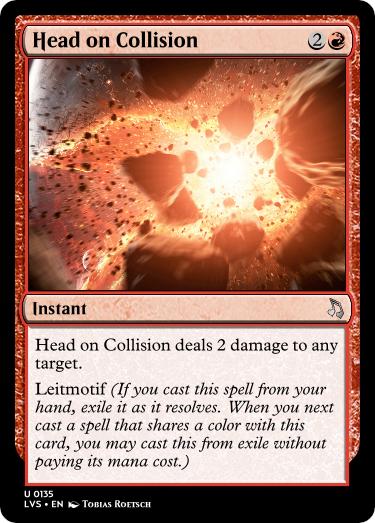 Head on Collision 2
Instant
Head on Collision deals 2 damage to any
target.
Leitmotif (If you cast this spell from your
hand, exile it as it resolves. When you next
cast a spell that shares a color with this
card, you may cast this from exile without
paying its mana cost.)
U 0135
LVS • EN Tobias Roetsch